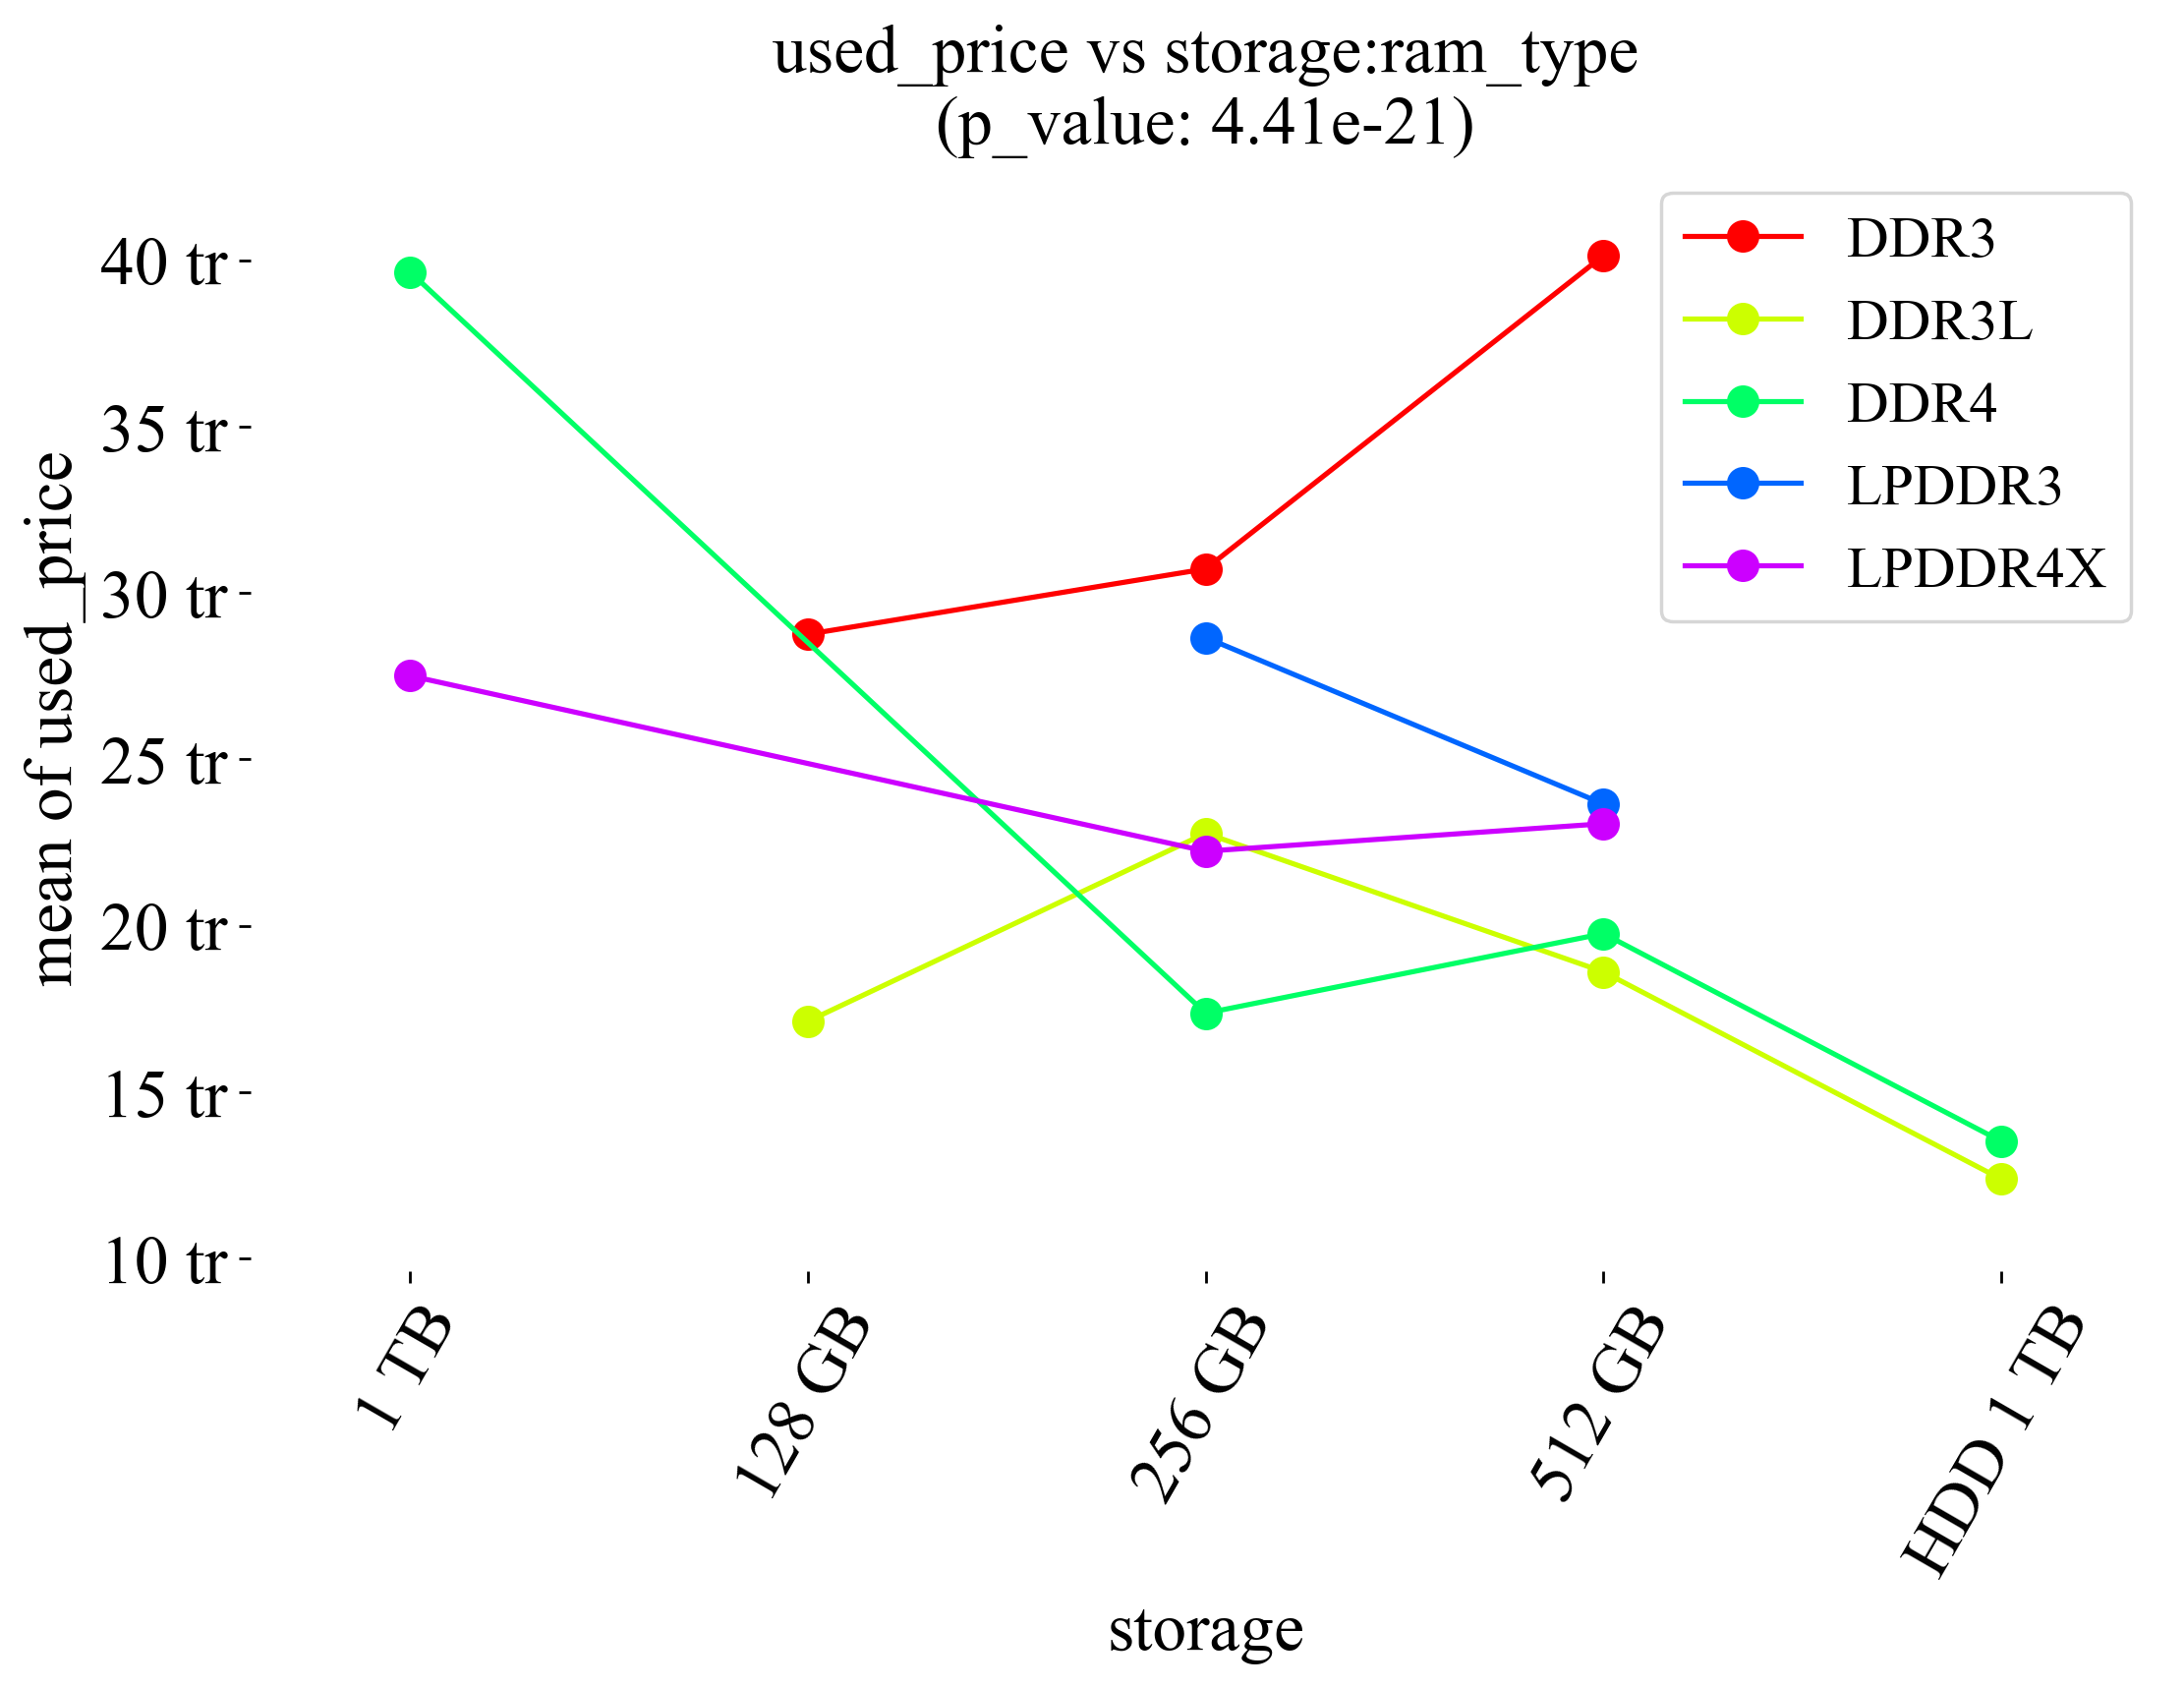 used_price vs storage:ram_type
(p_value: 4.41e-21)
DDR3
DDR3L
DDR4
LPDDR3
LPDDR4X
mean of used_price
40 tr
35 tr
30 tr
25 tr
20 tr
15 tr
10 tr
1 TB
128 GB
256 GB
512 GB
HDD 1 TB
storage